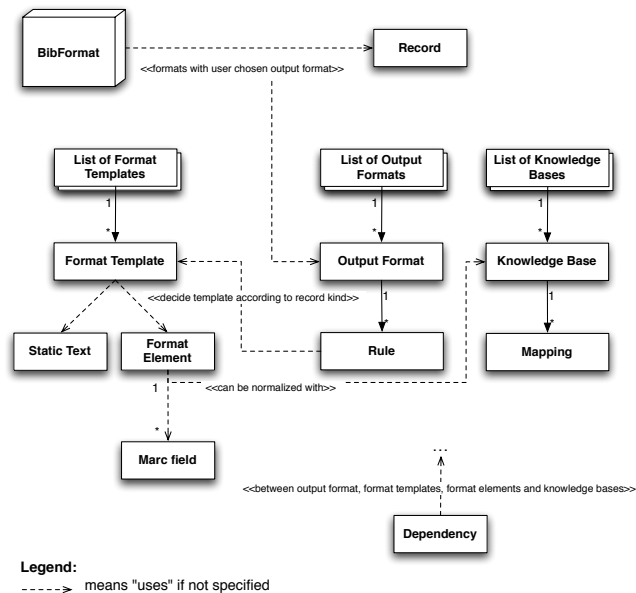 BibFormat
Record
<<formats with user chosen output format>>
List of Format
Templates
List of Output
Formats
List of Knowledge
Bases
1
1
1
*
*
*
Format Template
Output Format
Knowledge Base
<<decide template according to record kind>>
1
1
*
*
Static Text
Format
Element
Rule
Mapping
1
<<can be normalized with>>
*
Marc field
...
<<between output format, format templates, format elements and knowledge bases>>
Dependency
Legend:
means "uses" if not specified